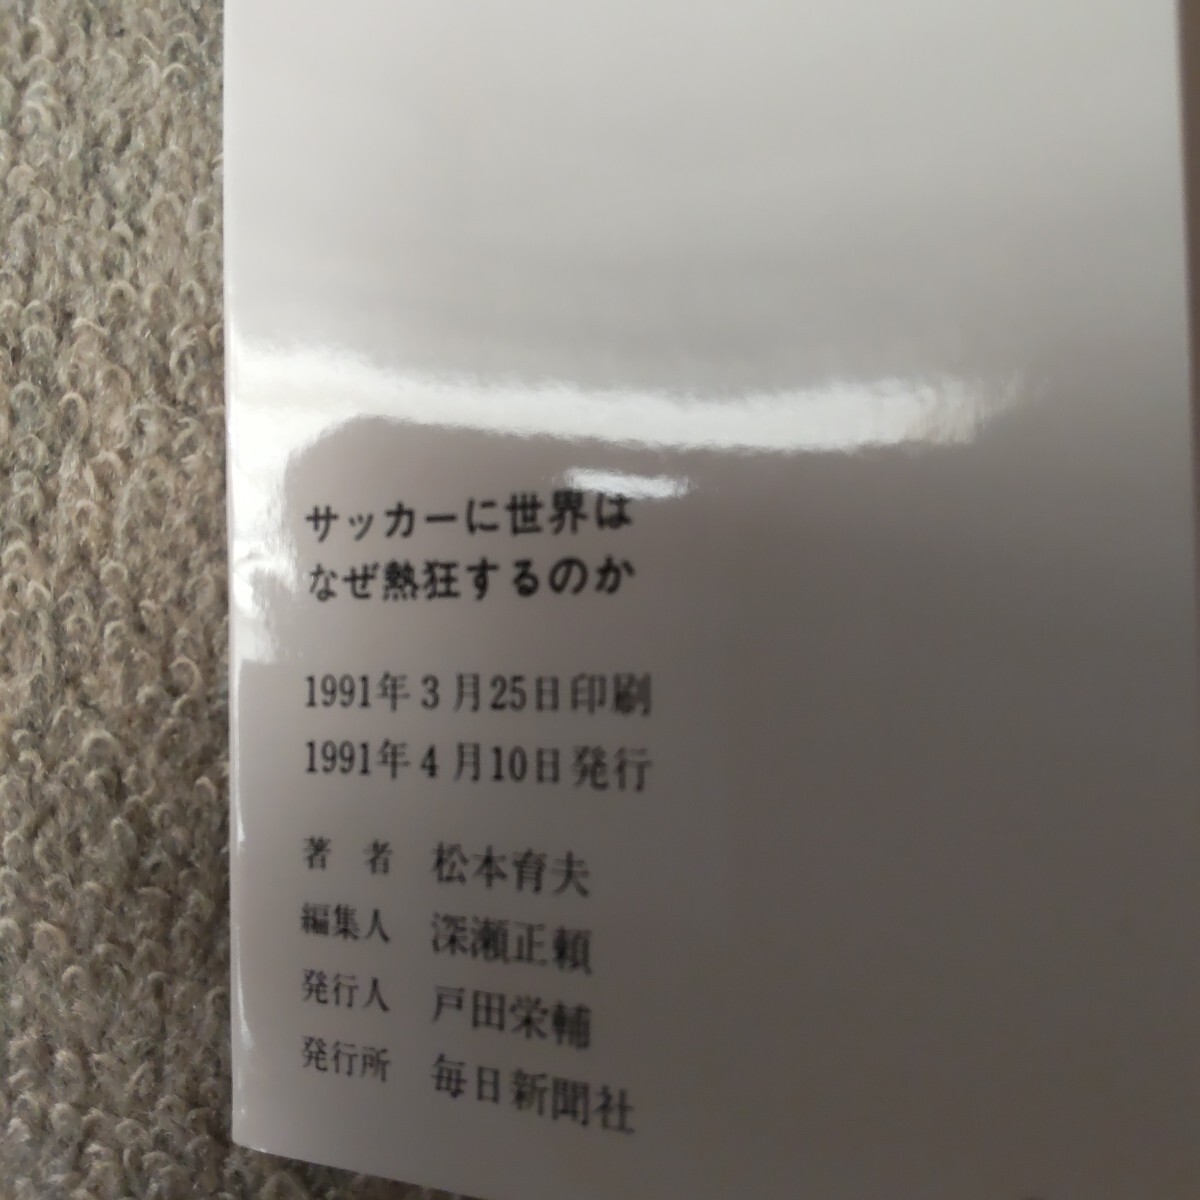 サッカーに世界は
なぜ熱狂するのか
1991年3月25日印刷
1991年4月10日発行
著 者 松本育夫
編集人 深瀬正頼
発行人 戸田栄輔
発行所 毎日新聞社